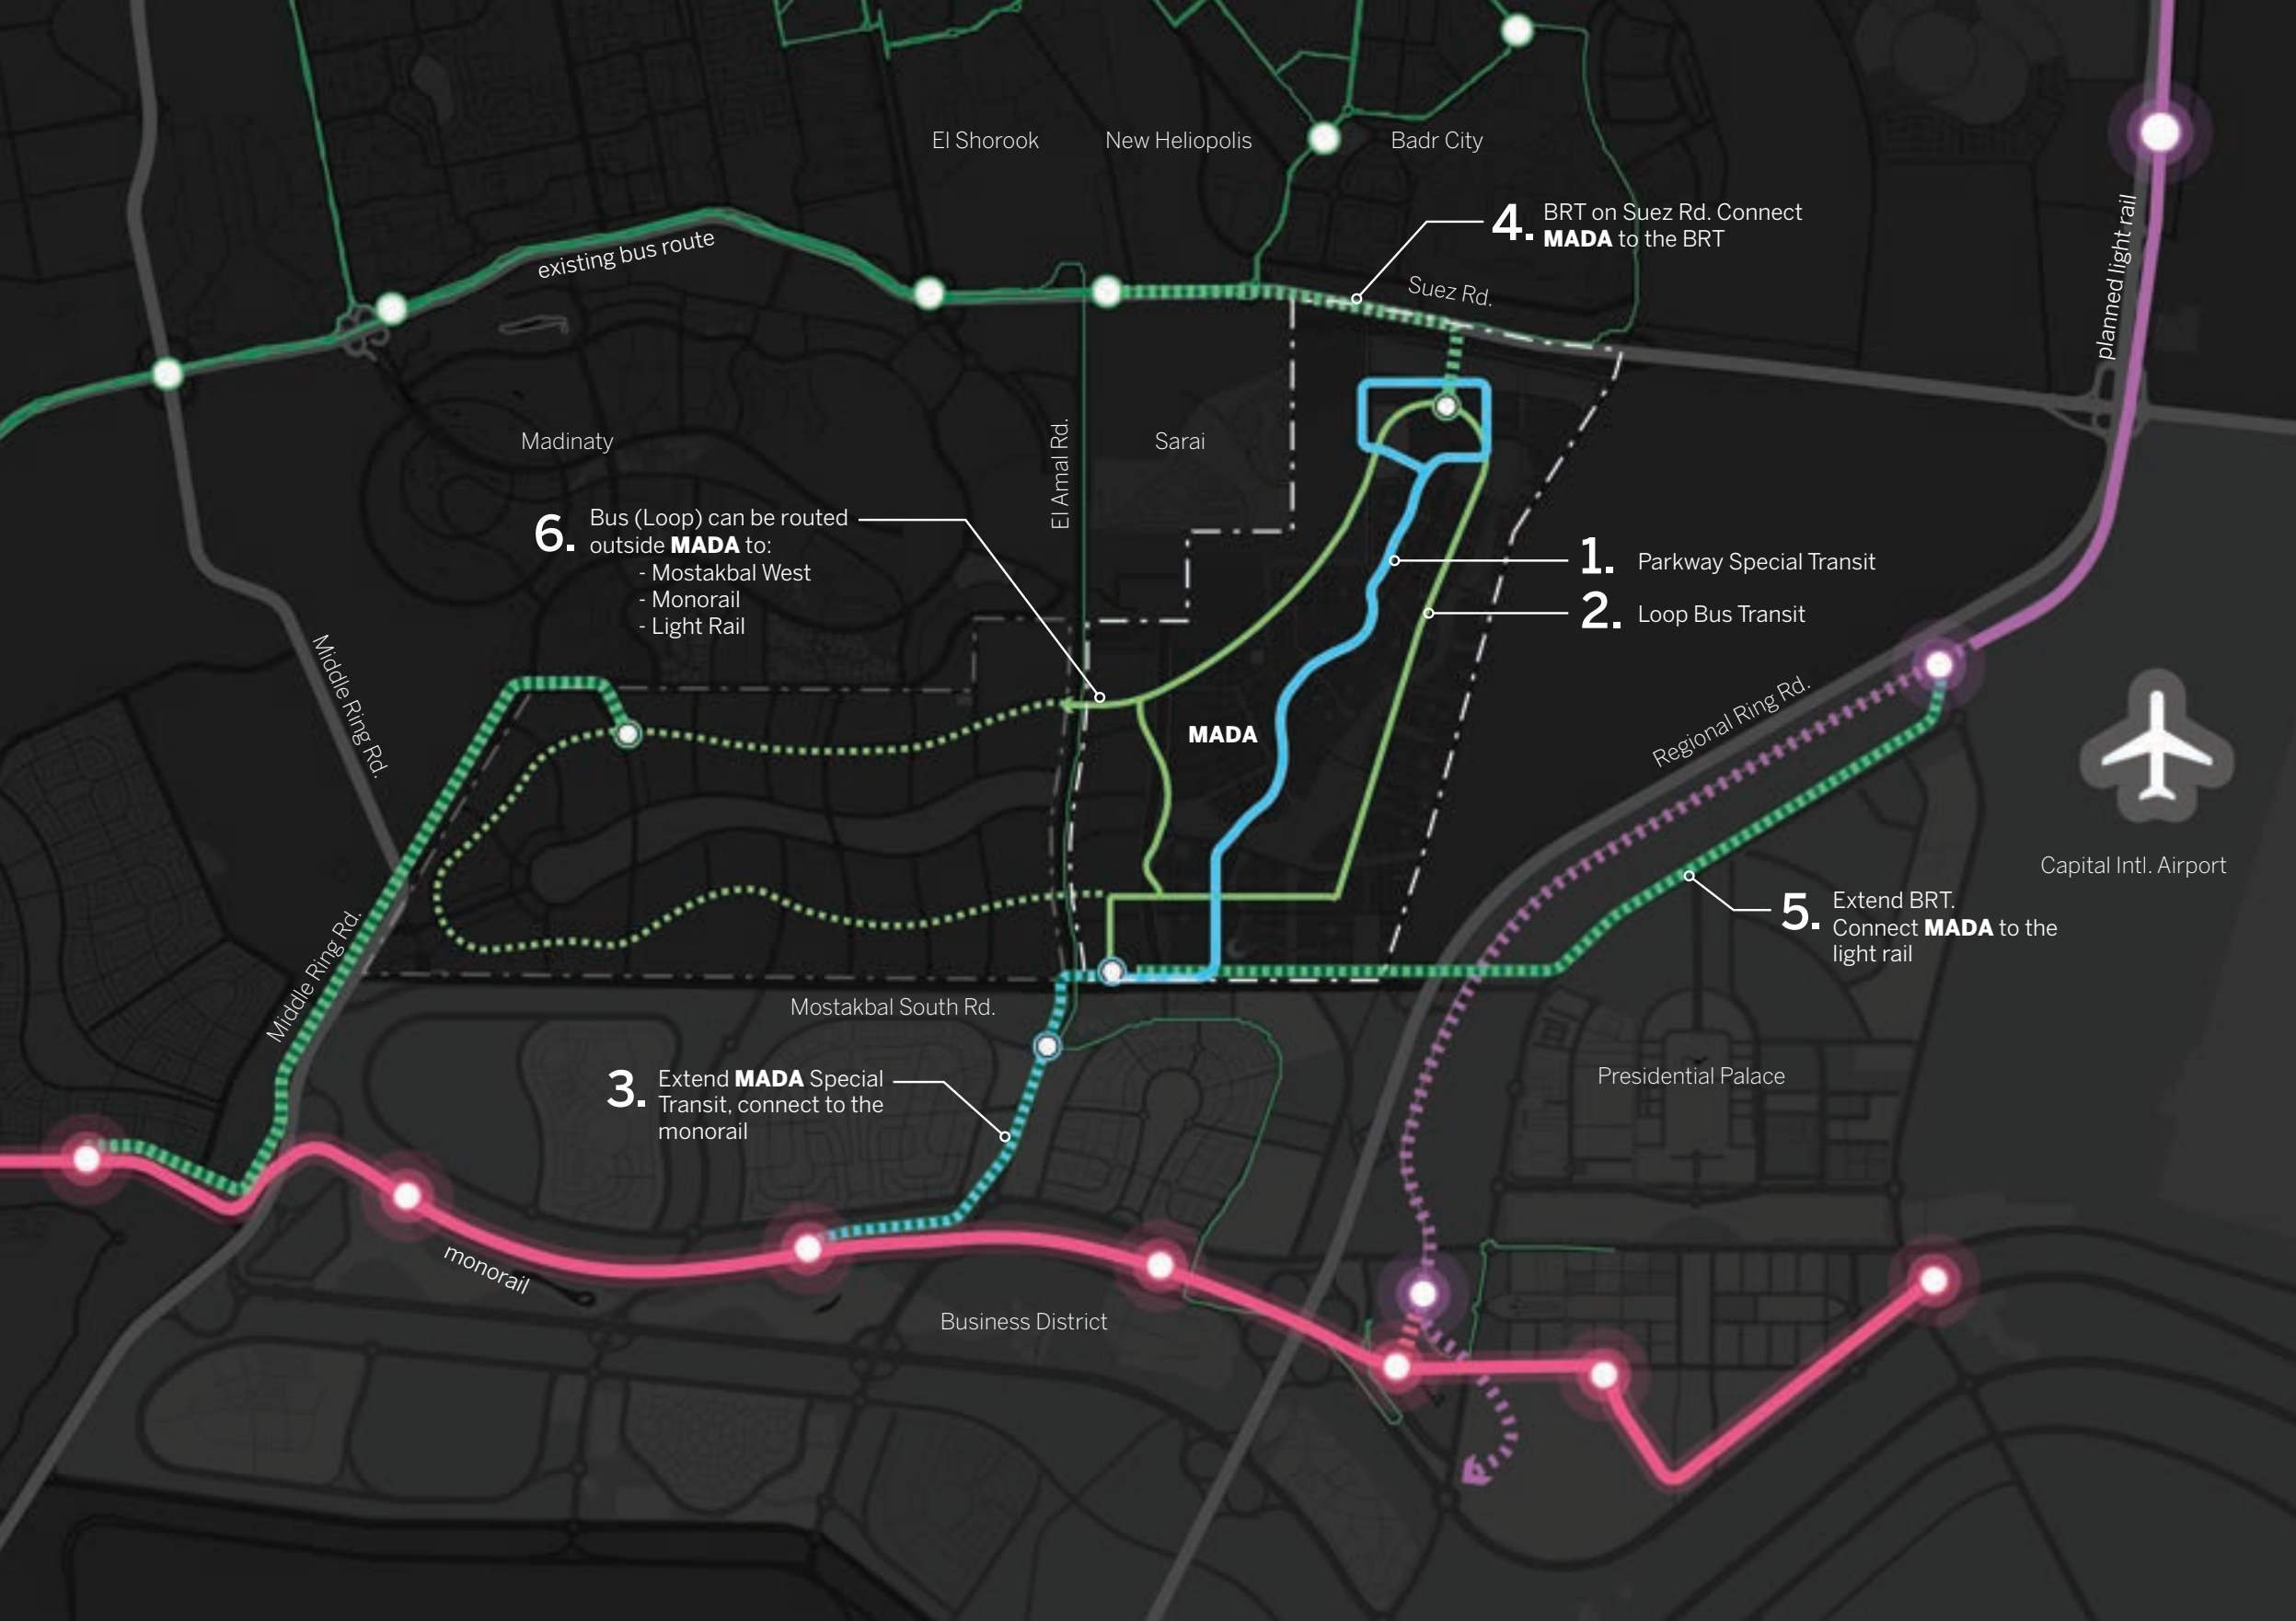 El Shorook
New Heliopolis
Badr City
4.
BRT on Suez Rd. Connect
MADA to the BRT
existing bus route
Suez Rd.
planned light rail
Madinaty
El Amal Rd.
Sarai
6.
Bus (Loop) can be routed
outside MADA to:
- Mostakbal West
- Monorail
- Light Rail
1.
Parkway Special Transit
2.
Loop Bus Transit
Middle Ring Rd.
MADA
Regional Ring Rd.
Capital Intl. Airport
5.
Extend BRT.
Connect MADA to the
light rail
Middle Ring Rd.
Mostakbal South Rd.
3.
Extend MADA Special
Transit, connect to the
monorail
Presidential Palace
monorail
Business District